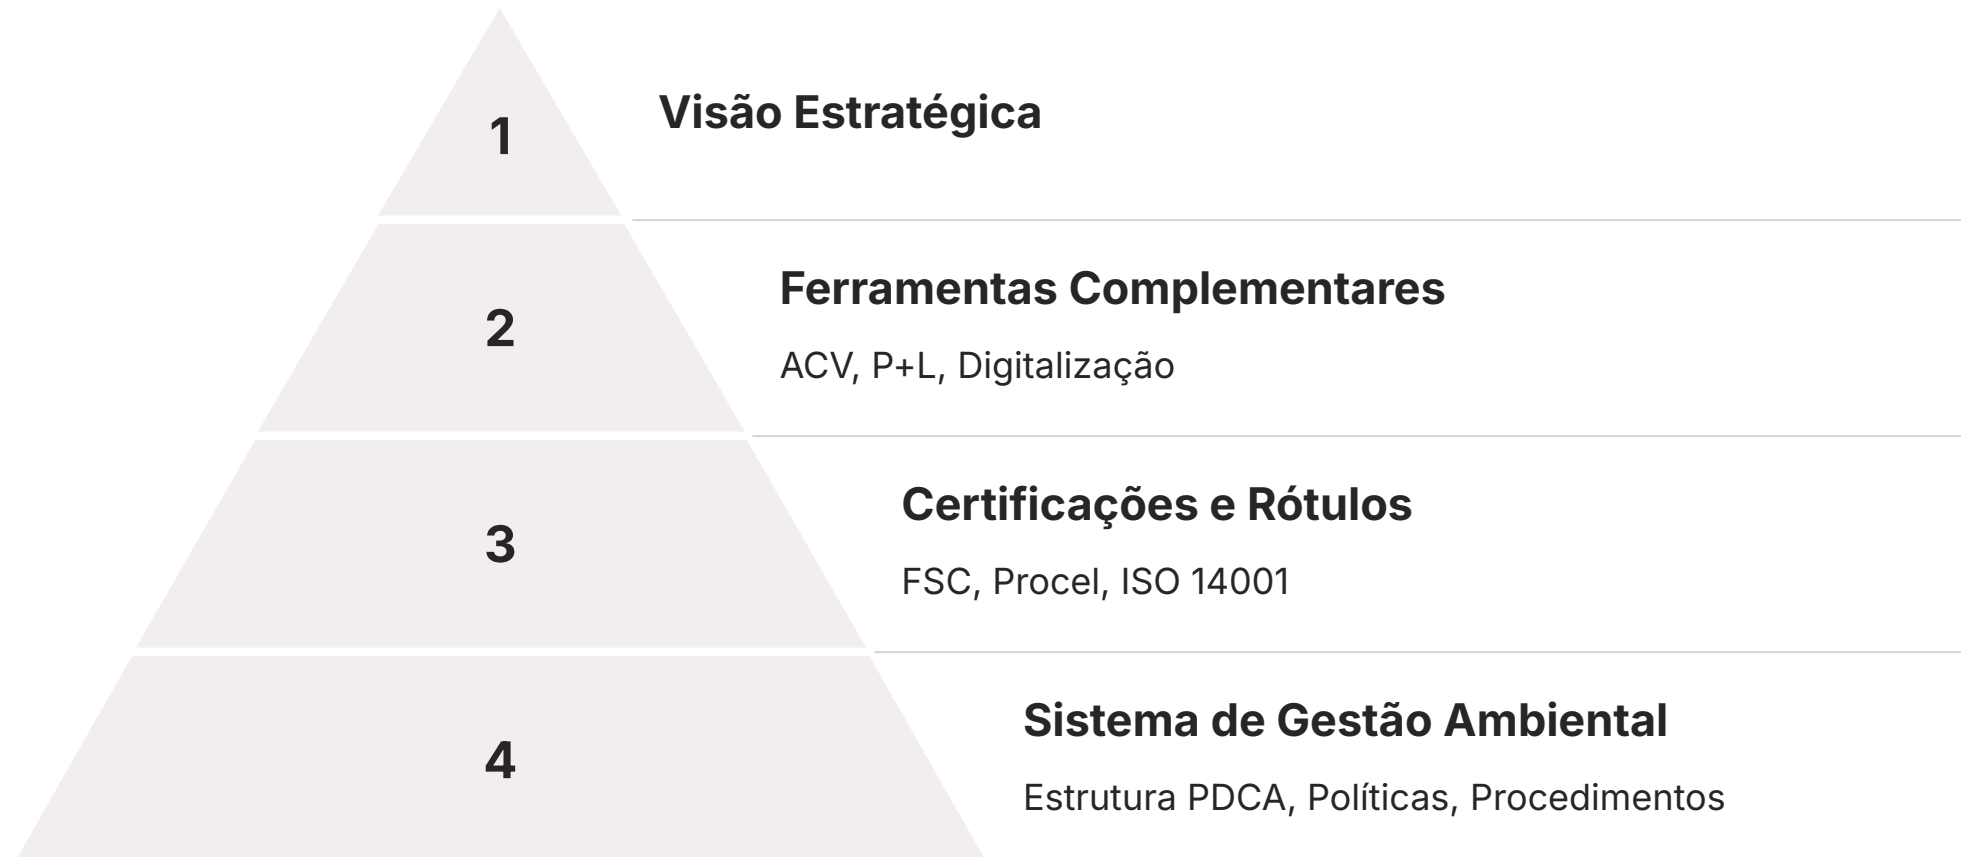 1
Visão Estratégica
2
Ferramentas Complementares
ACV, P+L, Digitalização
3
Certificações e Rótulos
FSC, Procel, ISO 14001
4
Sistema de Gestão Ambiental
Estrutura PDCA, Políticas, Procedimentos